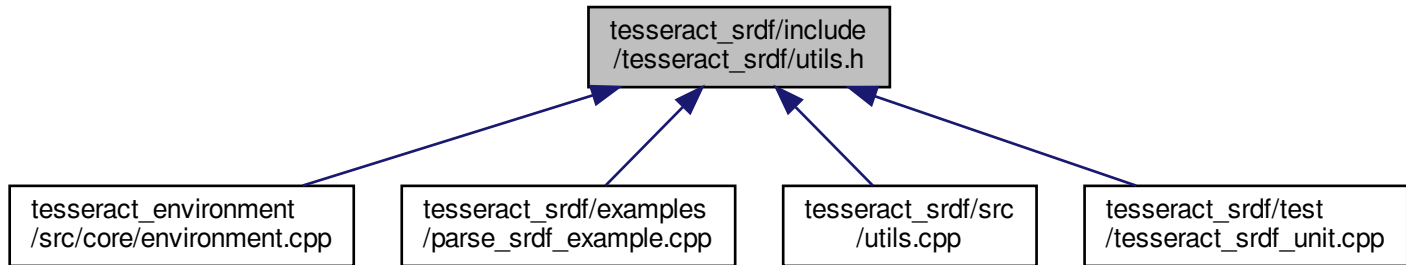 tesseract_srdf/include
/tesseract_srdf/utils.h
tesseract_environment
/src/core/environment.cpp
tesseract_srdf/examples
/parse_srdf_example.cpp
tesseract_srdf/src
/utils.cpp
tesseract_srdf/test
/tesseract_srdf_unit.cpp